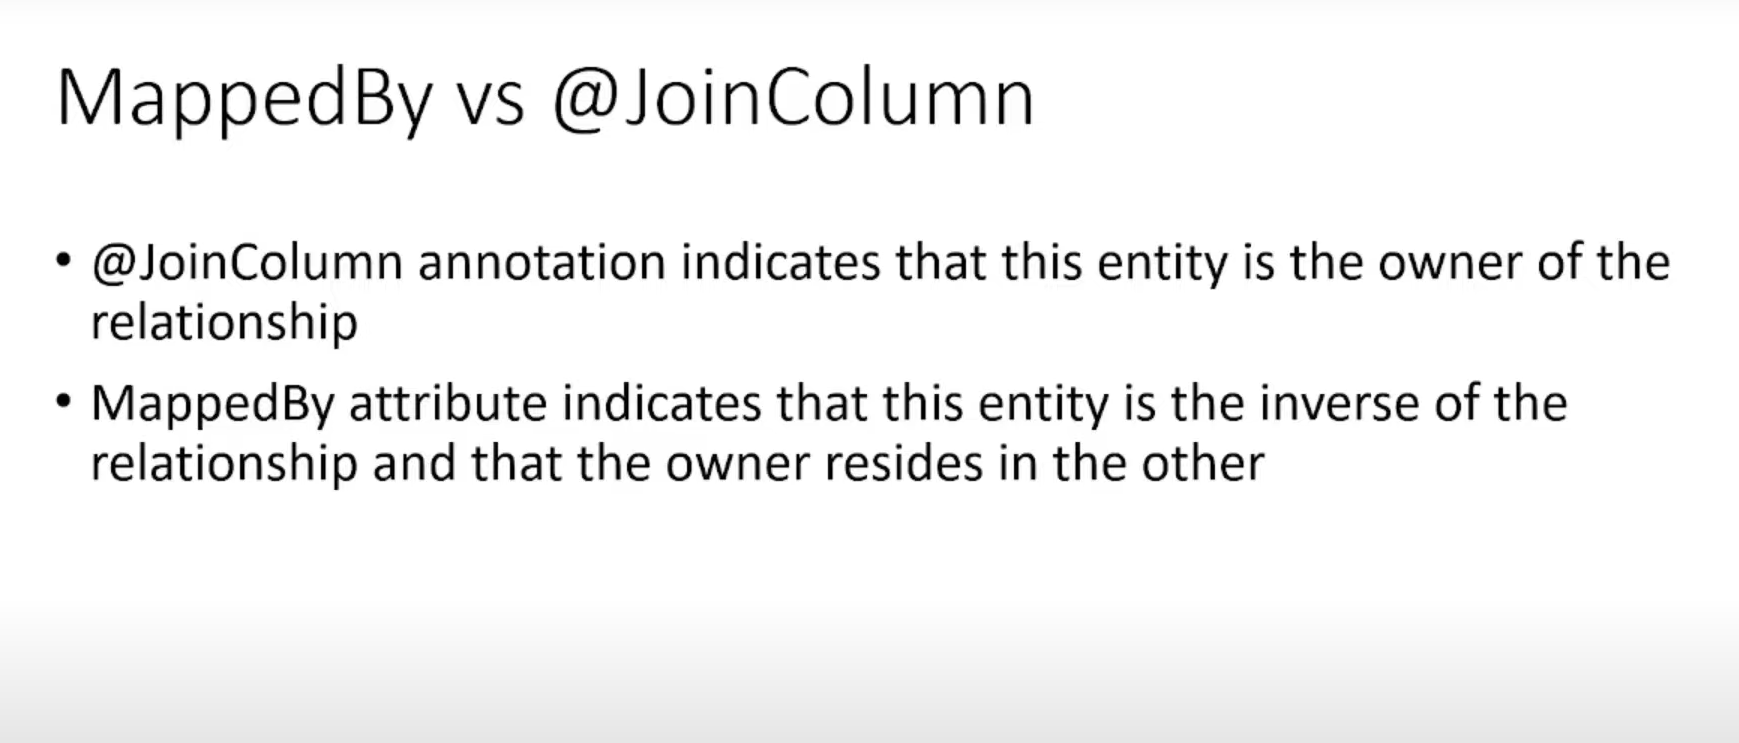 MappedBy vs @JoinColumn
• @JoinColumn annotation indicates that this entity is the owner of the
relationship
• MappedBy attribute indicates that this entity is the inverse of the
relationship and that the owner resides in the other